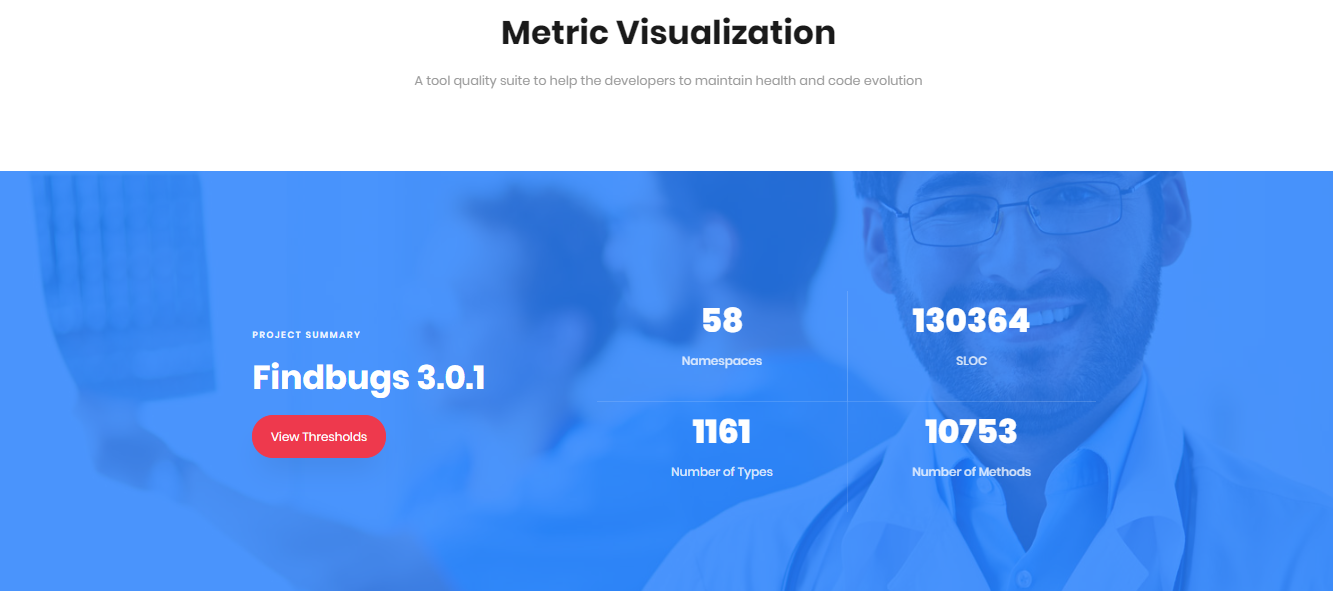 Metric Visualization
A tool quality suite to help the developers to maintain health and code evolution
PROJECT SUMMARY
Findbugs 3.0.1
View Thresholds
58
Namespaces
130364
SLOC
1161
Number of Types
10753
Number of Methods